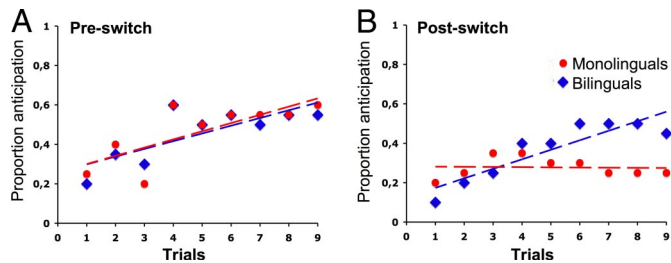 A
Pre-switch
Proportion anticipation
1
0,8
0,6
0,4
0,2
0
0 1 2 3 4 5 6 7 8 9
Trials
B
Post-switch
Monolinguals
Bilinguals
Proportion anticipation
1
0,8
0,6
0,4
0,2
0
0 1 2 3 4 5 6 7 8 9
Trials